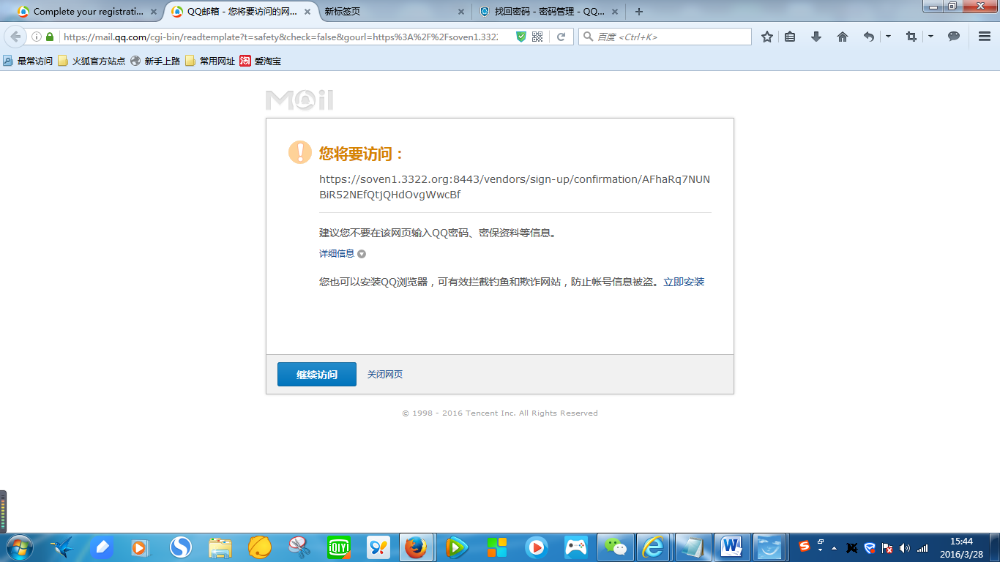 Complete your registrati...
QQ邮箱 - 您将要访问的网...
新标签页
找回密码 - 密码管理 - QQ...
https://mail.qq.com/cgi-bin/readtemplate?t=safety&check=false&gourl=https%3A%2F%2Fsoven1.3322
百度 <Ctrl+K>
最常访问
火狐官方站点
新手上路
常用网址
淘
爱淘宝
Mail
您将要访问：
https://soven1.3322.org:8443/vendors/sign-up/confirmation/AFhaRq7NUN
BiR52NEfQtjQHdOvgWwcBf
建议您不要在该网页输入QQ密码、密保资料等信息。
详细信息
您也可以安装QQ浏览器，可有效拦截钓鱼和欺诈网站，防止帐号信息被盗。立即安装
继续访问
关闭网页
© 1998 - 2016 Tencent Inc. All Rights Reserved
QIYI
15:44
2016/3/28